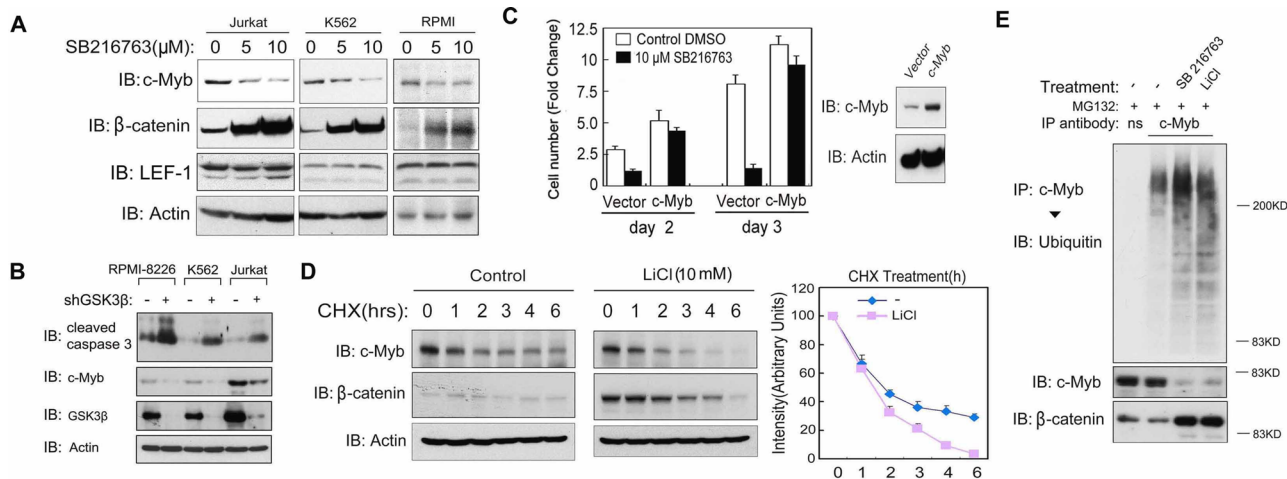 A
Jurkat K562 RPMI
SB216763(μM): 0 5 10 0 5 10 0 5 10
IB: c-Myb
IB: β-catenin
IB: LEF-1
IB: Actin
B
RPMI-8226 K562 Jurkat
shGSK3β: - + - + - +
IB: cleaved caspase 3
IB: c-Myb
IB: GSK3β
IB: Actin
C
Cell number (Fold Change)
12.5
10.0
7.5
5.0
2.5
0
Control DMSO
10 μM SB216763
Vector c-Myb Vector c-Myb
day 2 day 3
Vector c-Myb
IB: c-Myb
IB: Actin
D
Control LiCl(10 mM)
CHX(hrs): 0 1 2 3 4 6 0 1 2 3 4 6
IB: c-Myb
IB: β-catenin
IB: Actin
CHX Treatment(h)
Intensity(Arbitrary Units)
120
100
80
60
40
20
0
-
LiCl
0 1 2 3 4 6
E
Treatment: - - SB 216763 LiCl
MG132: + + + +
IP antibody: ns c-Myb
IP: c-Myb
IB: Ubiquitin
200KD
83KD
IB: c-Myb
83KD
IB: β-catenin
83KD